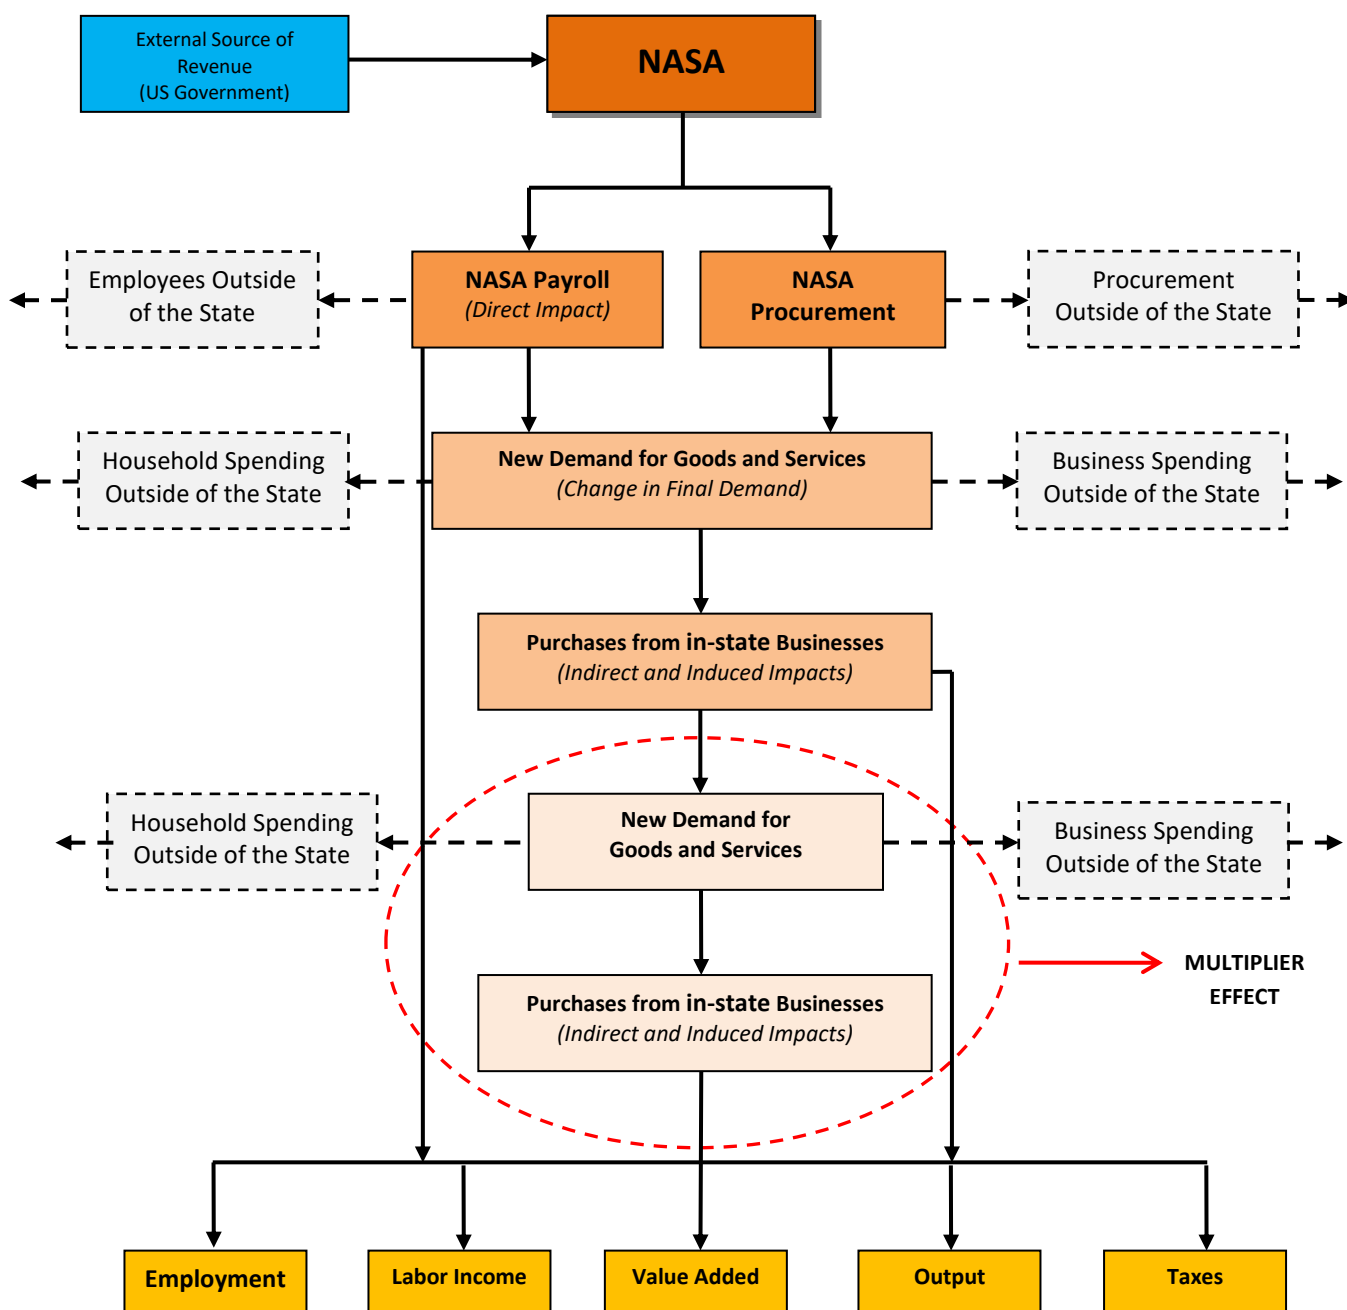 External Source of
Revenue
(US Government)
NASA
Employees Outside
of the State
NASA Payroll
(Direct Impact)
NASA
Procurement
Procurement
Outside of the State
Household Spending
Outside of the State
New Demand for Goods and Services
(Change in Final Demand)
Business Spending
Outside of the State
Purchases from in-state Businesses
(Indirect and Induced Impacts)
Household Spending
Outside of the State
New Demand for
Goods and Services
Business Spending
Outside of the State
MULTIPLIER
EFFECT
Purchases from in-state Businesses
(Indirect and Induced Impacts)
Employment
Labor Income
Value Added
Output
Taxes